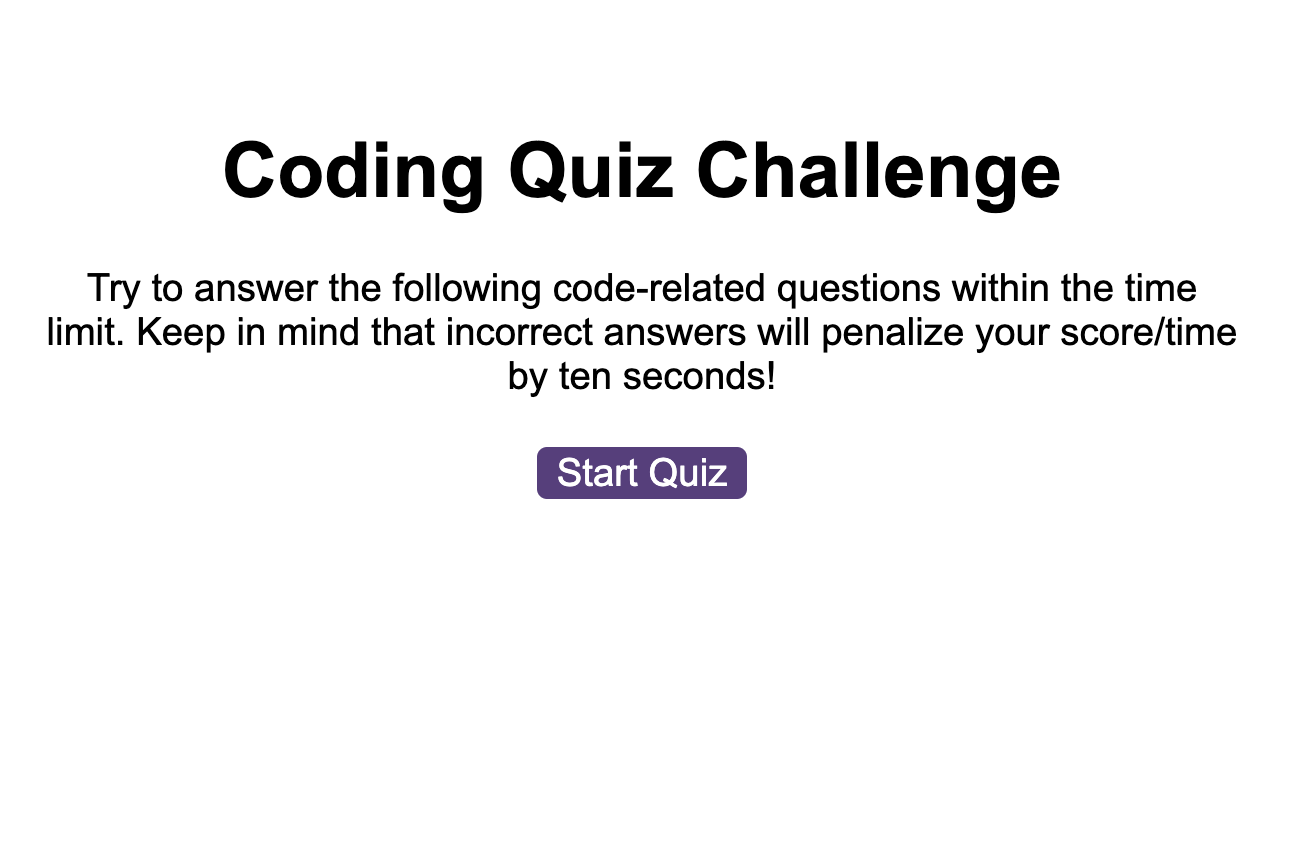 Coding Quiz Challenge
Try to answer the following code-related questions within the time
limit. Keep in mind that incorrect answers will penalize your score/time
by ten seconds!
Start Quiz